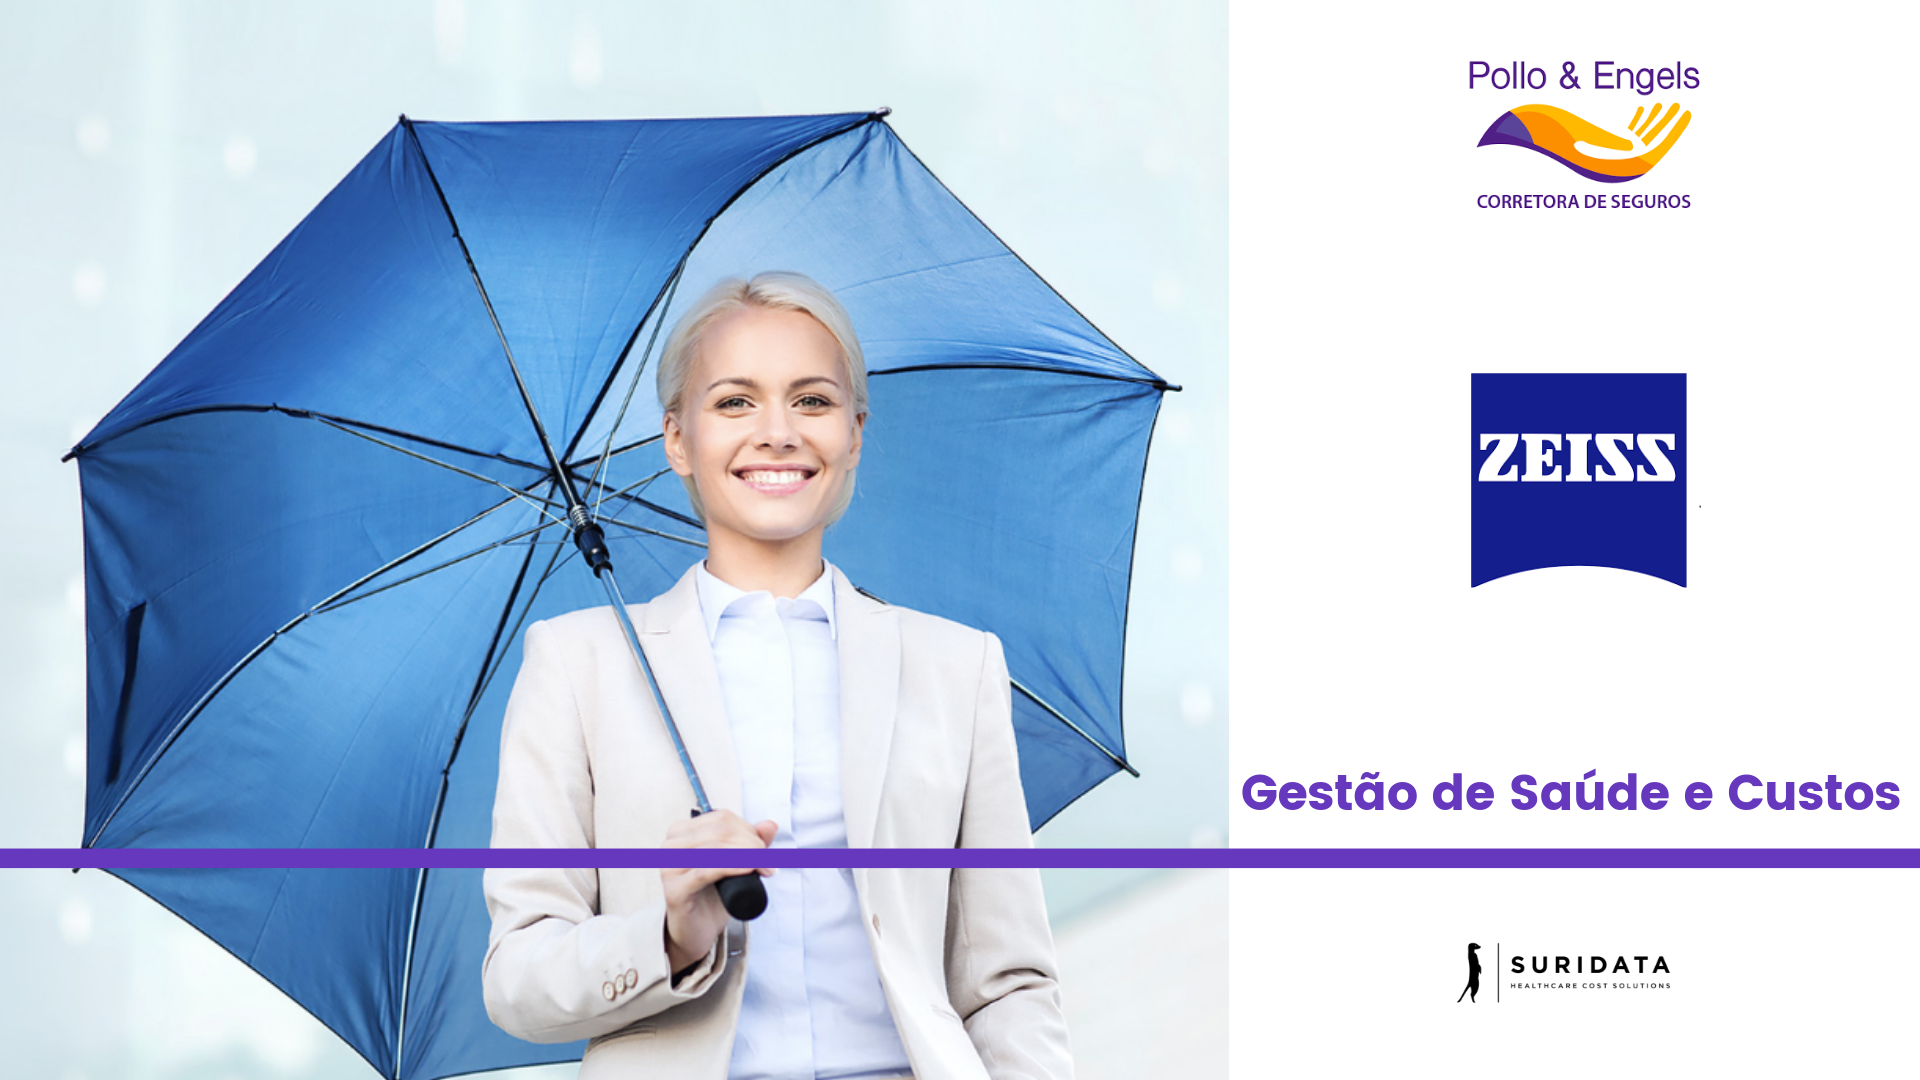 Pollo & Engels
CORRETORA DE SEGUROS
ZEISS
Gestão de Saúde e Custos
SURIDATA
HEALTHCARE COST SOLUTIONS